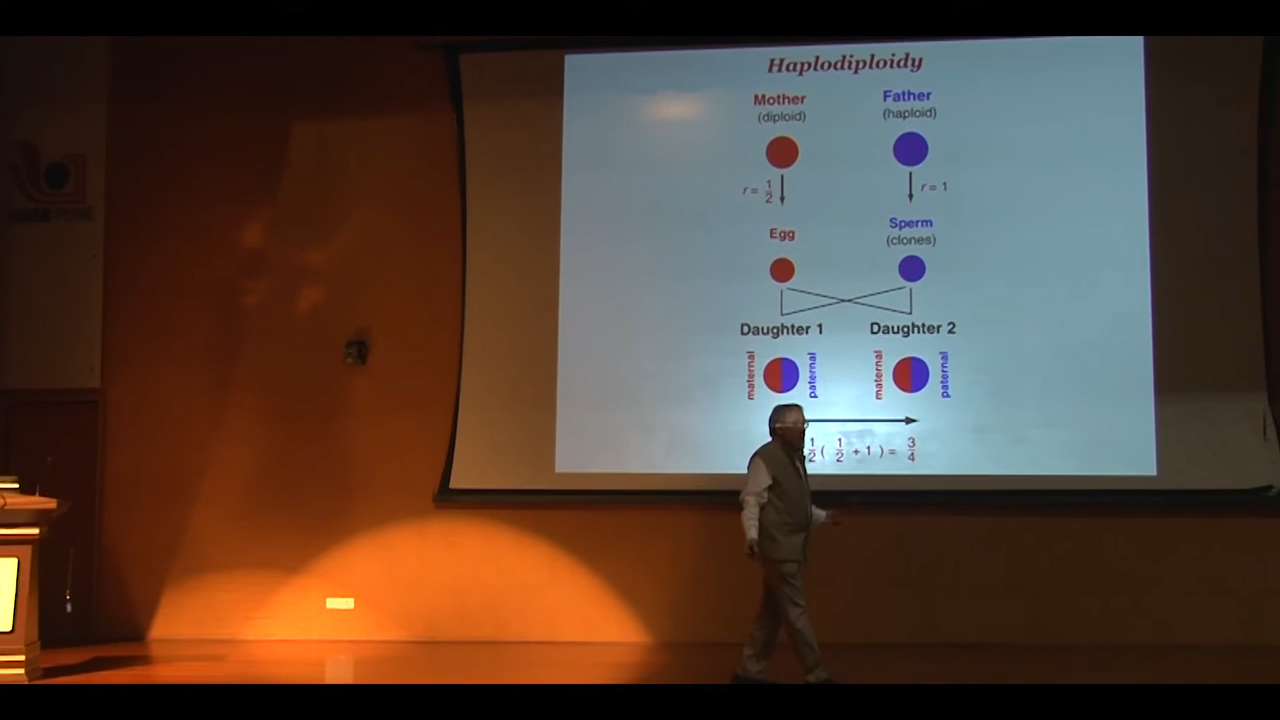 Haplodiploidy
Mother Father
(diploid) (haploid)
r = 1/2 r = 1
Egg Sperm
(clones)
Daughter 1 Daughter 2
maternal paternal maternal paternal
1/2 ( 1/2 + 1 ) = 3/4